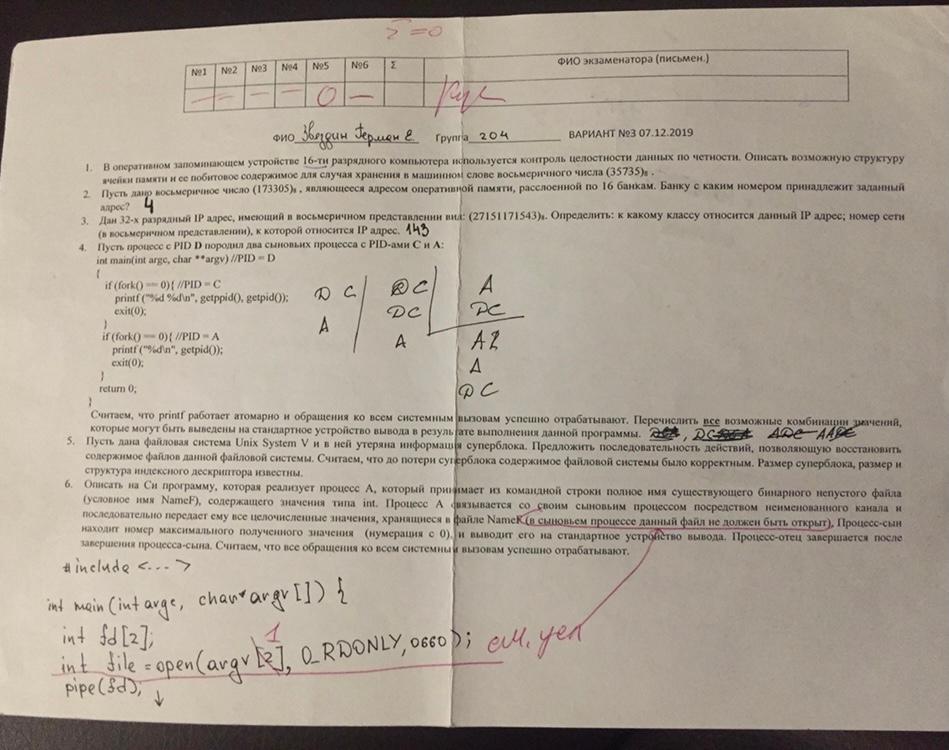 Σ = 0
№1 №2 №3 №4 №5 №6 Σ ФИО экзаменатора (письмен.)
— — — — 0 —
ФИО Звездин Герман Е. Группа 204 ВАРИАНТ №3 07.12.2019
1. В оперативном запоминающем устройстве 16-ти разрядного компьютера используется контроль целостности данных по четности. Описать возможную структуру
ячейки памяти и ее побитовое содержимое для случая хранения в машинном слове восьмеричного числа (35735)₈ .
2. Пусть дано восьмеричное число (173305)₈ , являющееся адресом оперативной памяти, расслоенной по 16 банкам. Банку с каким номером принадлежит заданный
адрес? 4
3. Дан 32-х разрядный IP адрес, имеющий в восьмеричном представлении вид: (27151171543)₈. Определить: к какому классу относится данный IP адрес; номер сети
(в восьмеричном представлении), к которой относится IP адрес. 143
4. Пусть процесс с PID D породил два сыновьих процесса с PID-ами C и A:
int main(int argc, char **argv) //PID = D
{
if (fork() == 0){ //PID = C
printf ("%d %d\n", getppid(), getpid());
exit(0);
}
if (fork() == 0){ //PID = A
printf ("%d\n", getpid());
exit(0);
}
return 0;
}
D C
A
DC
DC
A
A
DC
A1
A
DC
Считаем, что printf работает атомарно и обращения ко всем системным вызовам успешно отрабатывают. Перечислить все возможные комбинации значений,
которые могут быть выведены на стандартное устройство вывода в результате выполнения данной программы.
5. Пусть дана файловая система Unix System V и в ней утеряна информация суперблока. Предложить последовательность действий, позволяющую восстановить
содержимое файлов данной файловой системы. Считаем, что до потери суперблока содержимое файловой системы было корректным. Размер суперблока, размер и
структура индексного дескриптора известны.
6. Описать на Си программу, которая реализует процесс A, который принимает из командной строки полное имя существующего бинарного непустого файла
(условное имя NameF), содержащего значения типа int. Процесс A связывается со своим сыновьим процессом посредством неименованного канала и
последовательно передает ему все целочисленные значения, хранящиеся в файле NameK (в сыновьем процессе данный файл не должен быть открыт). Процесс-сын
находит номер максимального полученного значения (нумерация с 0), и выводит его на стандартное устройство вывода. Процесс-отец завершается после
завершения процесса-сына. Считаем, что все обращения ко всем системным вызовам успешно отрабатывают.
#include <...>
int main(int argc, char* argv[]) {
int fd[2];
1
int file = open(argv[2], O_RDONLY, 0660); см. усл
pipe(fd); ↓